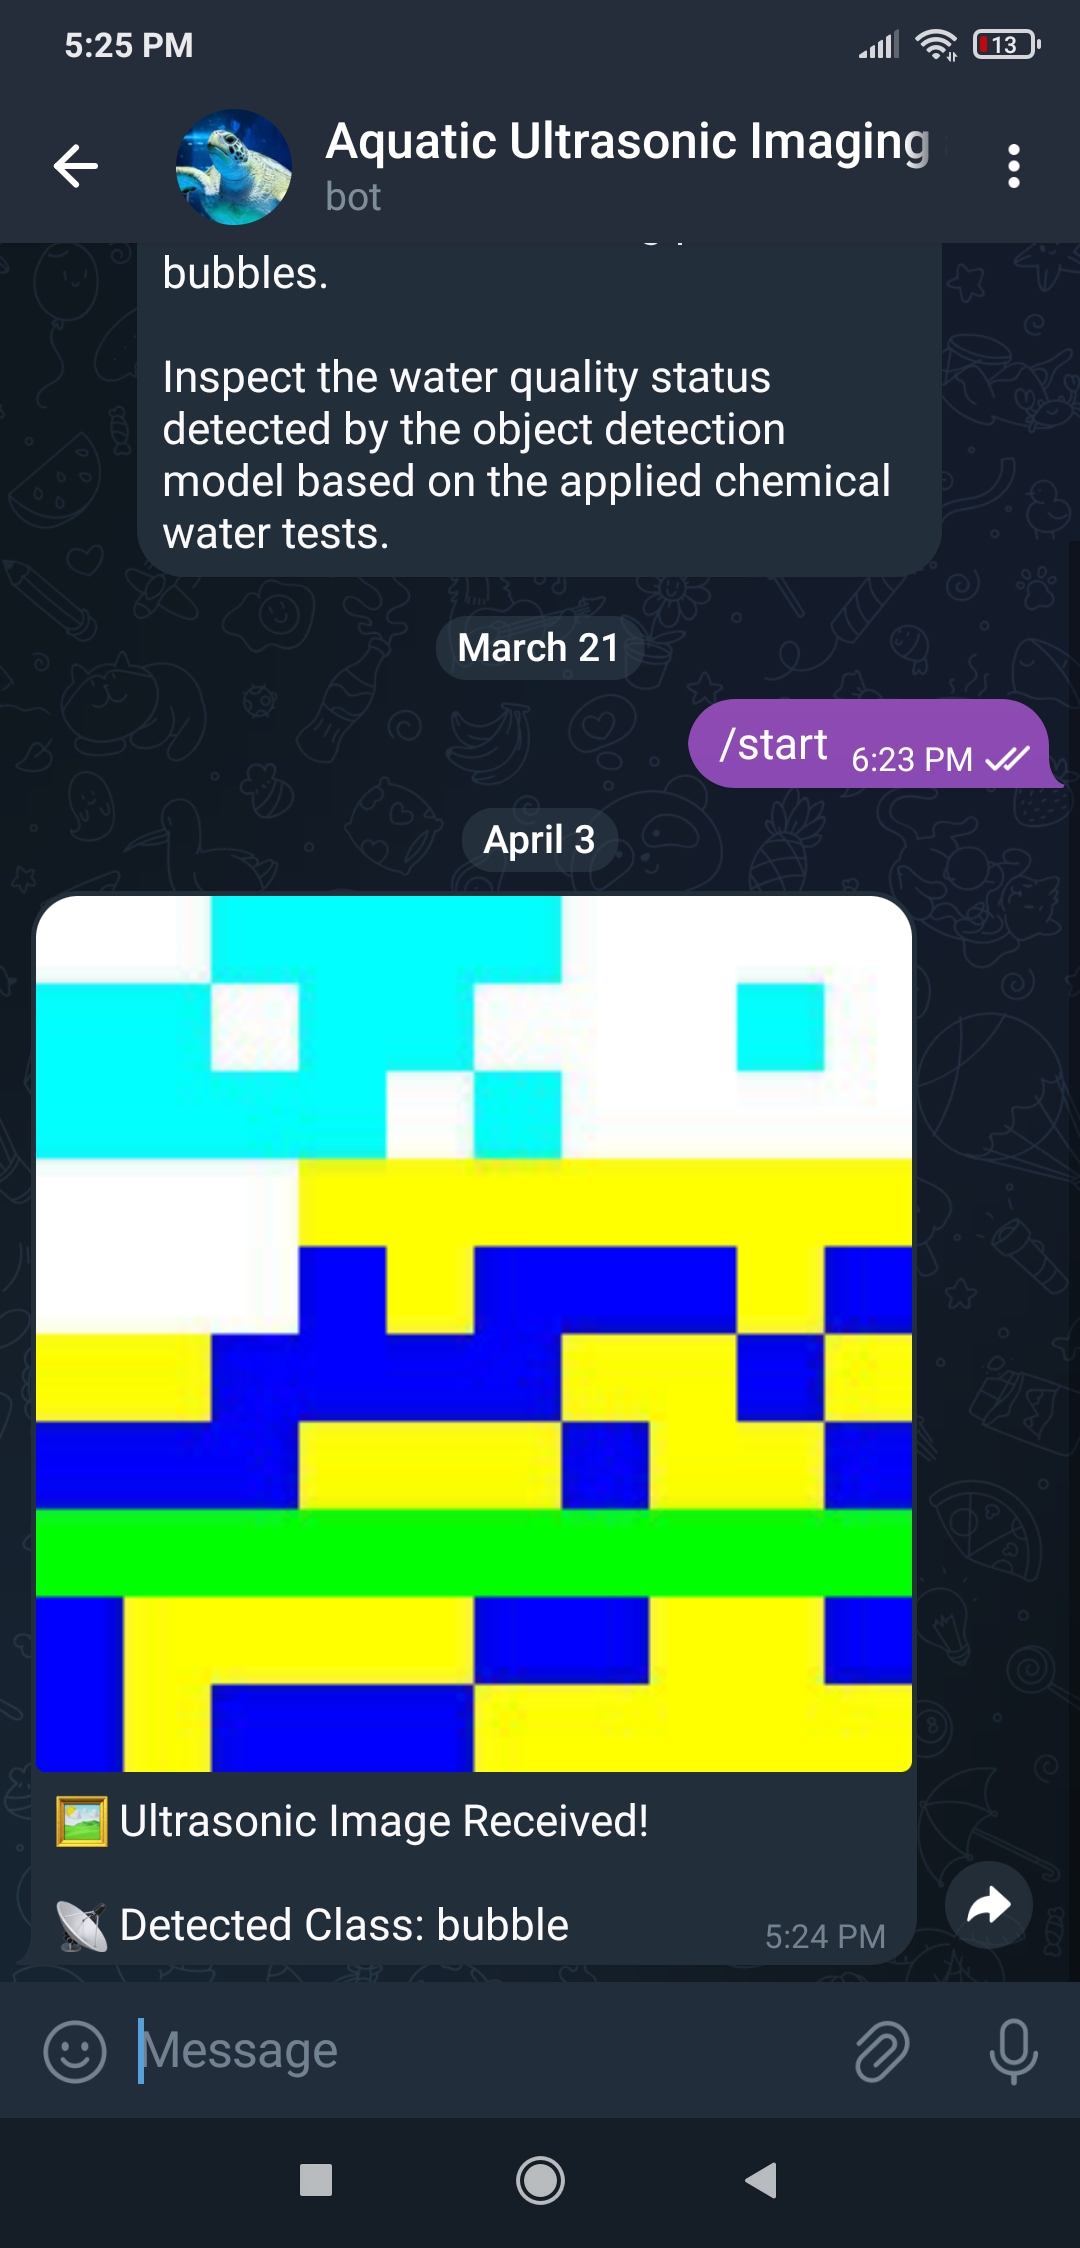 5:25 PM
13
Aquatic Ultrasonic Imaging
bot
bubbles.
Inspect the water quality status
detected by the object detection
model based on the applied chemical
water tests.
March 21
/start 6:23 PM
April 3
Ultrasonic Image Received!
Detected Class: bubble
5:24 PM
Message